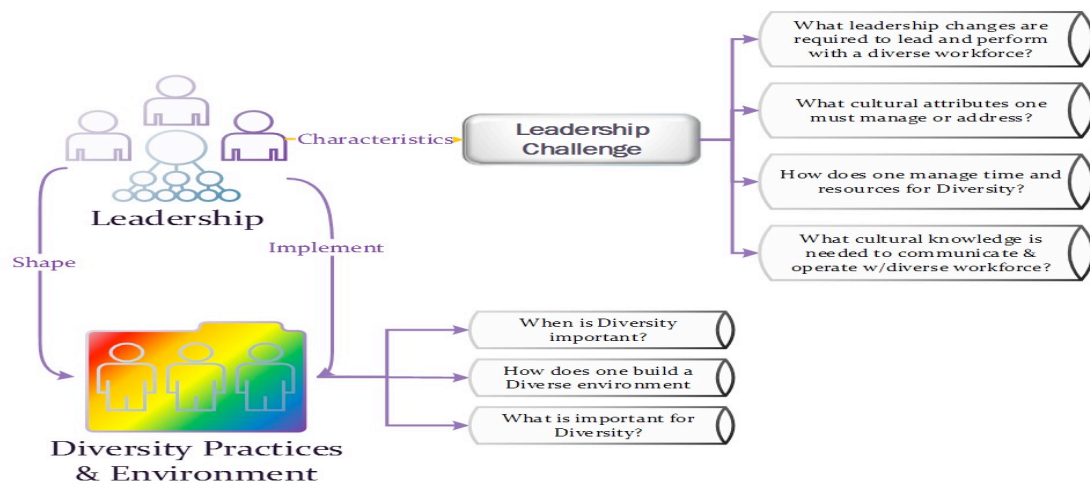 What leadership changes are
required to lead and perform
with a diverse workforce?
What cultural attributes one
must manage or address?
Characteristics
Leadership
Challenge
How does one manage time and
resources for Diversity?
Leadership
What cultural knowledge is
needed to communicate &
operate w/diverse workforce?
Shape
Implement
When is Diversity
important?
How does one build a
Diverse environment
What is important for
Diversity?
Diversity Practices
& Environment